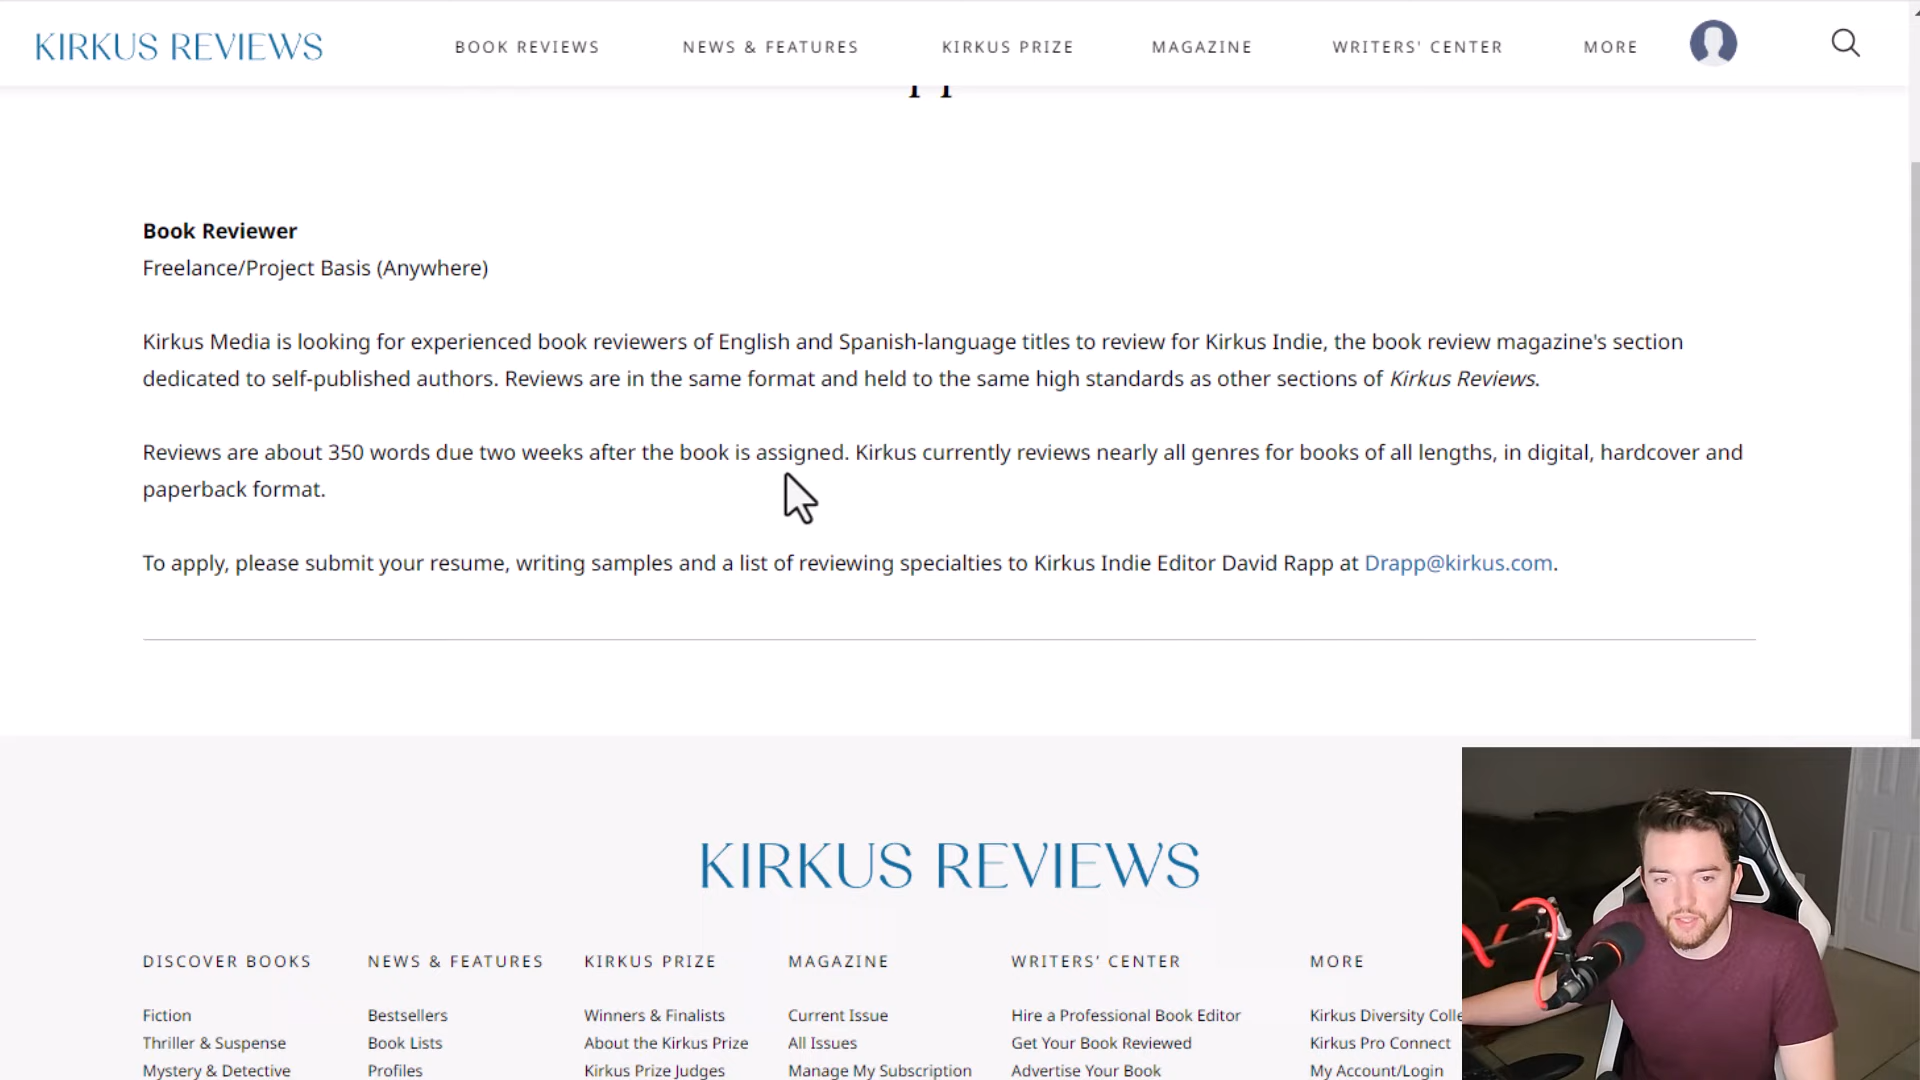 KIRKUS REVIEWS
BOOK REVIEWS
NEWS & FEATURES
KIRKUS PRIZE
MAGAZINE
WRITERS' CENTER
MORE
Book Reviewer
Freelance/Project Basis (Anywhere)
Kirkus Media is looking for experienced book reviewers of English and Spanish-language titles to review for Kirkus Indie, the book review magazine's section
dedicated to self-published authors. Reviews are in the same format and held to the same high standards as other sections of Kirkus Reviews.
Reviews are about 350 words due two weeks after the book is assigned. Kirkus currently reviews nearly all genres for books of all lengths, in digital, hardcover and
paperback format.
To apply, please submit your resume, writing samples and a list of reviewing specialties to Kirkus Indie Editor David Rapp at Drapp@kirkus.com.
KIRKUS REVIEWS
DISCOVER BOOKS
Fiction
Thriller & Suspense
Mystery & Detective
NEWS & FEATURES
Bestsellers
Book Lists
Profiles
KIRKUS PRIZE
Winners & Finalists
About the Kirkus Prize
Kirkus Prize Judges
MAGAZINE
Current Issue
All Issues
Manage My Subscription
WRITERS’ CENTER
Hire a Professional Book Editor
Get Your Book Reviewed
Advertise Your Book
MORE
Kirkus Diversity Colle
Kirkus Pro Connect
My Account/Login